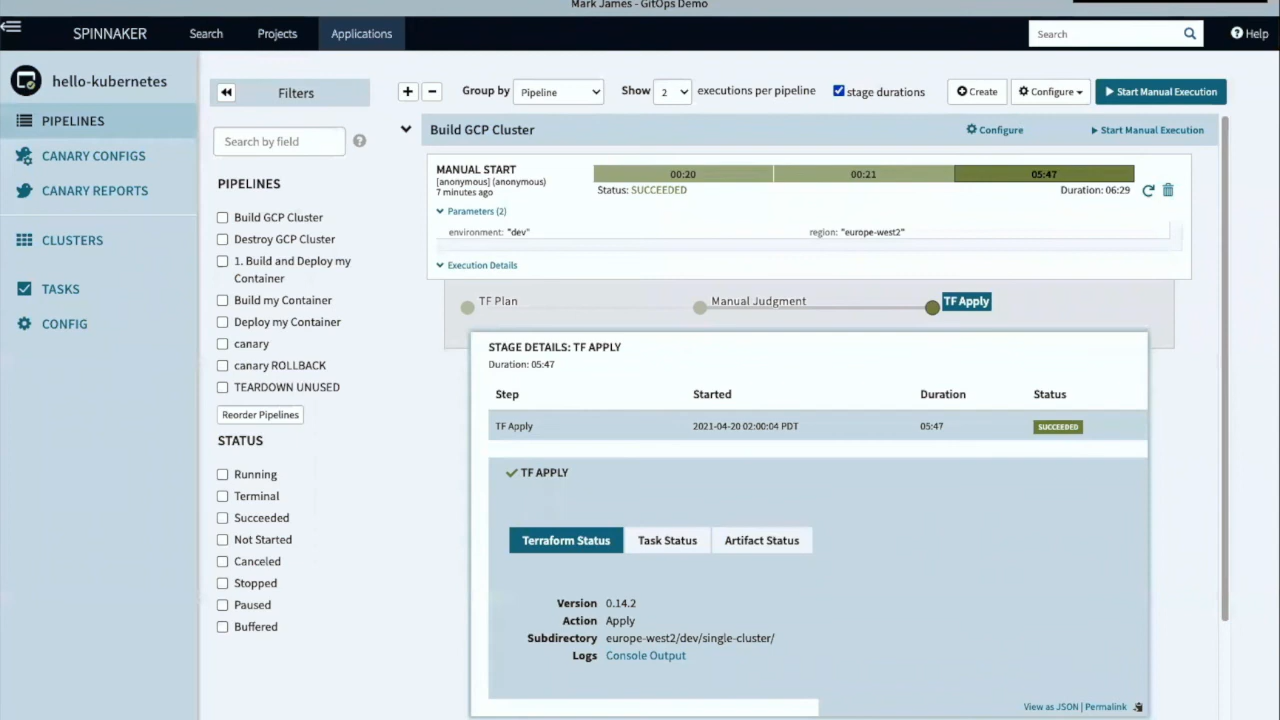 Mark James - GitOps Demo
SPINNAKER Search Projects Applications Search Help
hello-kubernetes
PIPELINES
CANARY CONFIGS
CANARY REPORTS
CLUSTERS
TASKS
CONFIG
Filters
Search by field
PIPELINES
Build GCP Cluster
Destroy GCP Cluster
1. Build and Deploy my
Container
Build my Container
Deploy my Container
canary
canary ROLLBACK
TEARDOWN UNUSED
Reorder Pipelines
STATUS
Running
Terminal
Succeeded
Not Started
Canceled
Stopped
Paused
Buffered
Group by Pipeline Show 2 executions per pipeline stage durations Create Configure Start Manual Execution
Build GCP Cluster Configure Start Manual Execution
MANUAL START 00:20 00:21 05:47
[anonymous] (anonymous) Status: SUCCEEDED Duration: 06:29
7 minutes ago
Parameters (2)
environment: "dev" region: "europe-west2"
Execution Details
TF Plan Manual Judgment TF Apply
STAGE DETAILS: TF APPLY
Duration: 05:47
Step Started Duration Status
TF Apply 2021-04-20 02:00:04 PDT 05:47 SUCCEEDED
TF APPLY
Terraform Status Task Status Artifact Status
Version 0.14.2
Action Apply
Subdirectory europe-west2/dev/single-cluster/
Logs Console Output
View as JSON | Permalink